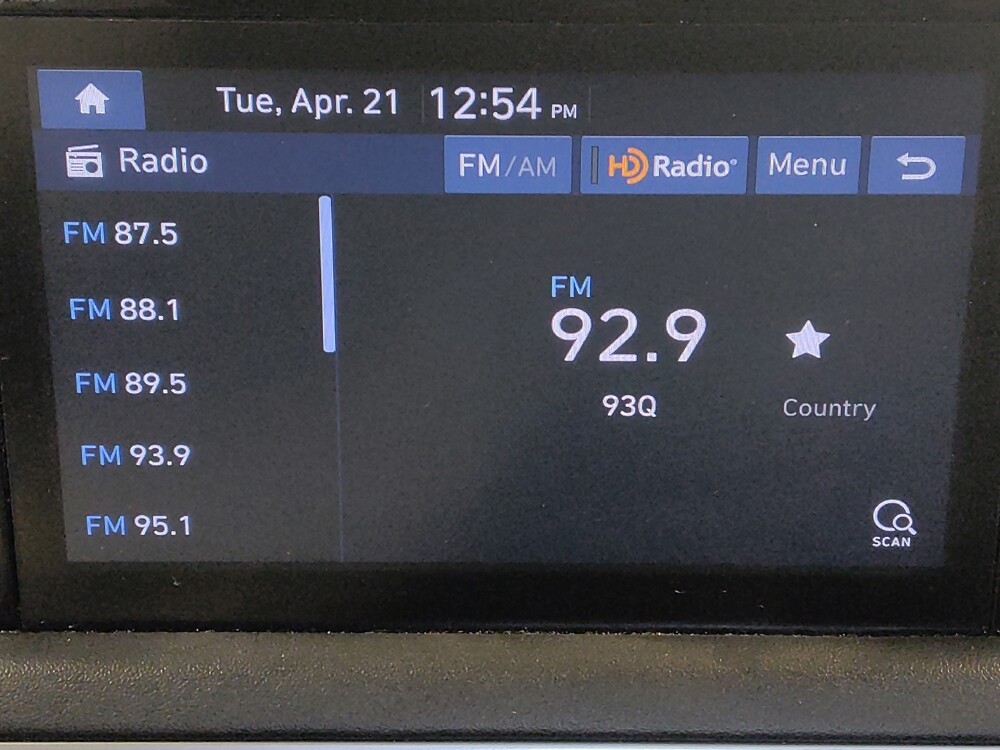 Tue, Apr. 21 12:54 PM
Radio FM/AM HD Radio® Menu
FM 87.5
FM 88.1
FM 89.5
FM 93.9
FM 95.1
FM
92.9
93Q
Country
SCAN